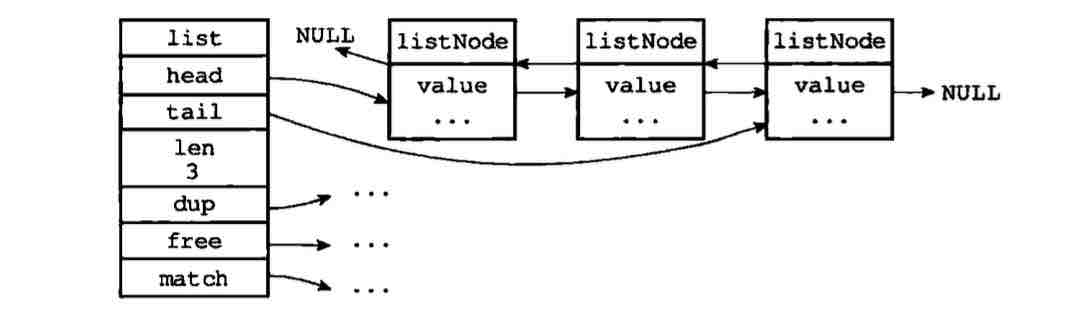 list
head
tail
len
3
dup
free
match
NULL
listNode
value
...
listNode
value
...
listNode
value
...
NULL
...
...
...